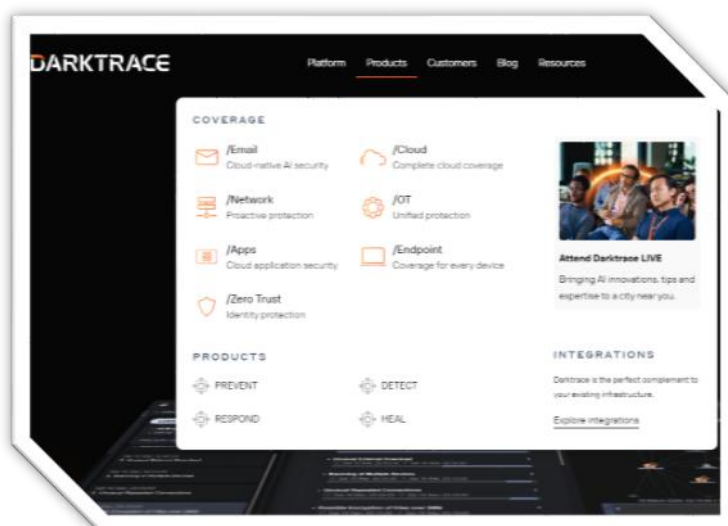 DARKTRACE
Platform Products Customers Blog Resources
COVERAGE
/Email
Cloud-native AI security
/Cloud
Complete cloud coverage
/Network
Proactive protection
/OT
Unified protection
/Apps
Cloud application security
/Endpoint
Coverage for every device
/Zero Trust
Identity protection
Attend Darktrace LIVE
Bringing AI innovations, tips and
expertise to a city near you.
PRODUCTS
PREVENT
DETECT
RESPOND
HEAL
INTEGRATIONS
Darktrace is the perfect complement to
your existing infrastructure.
Explore integrations